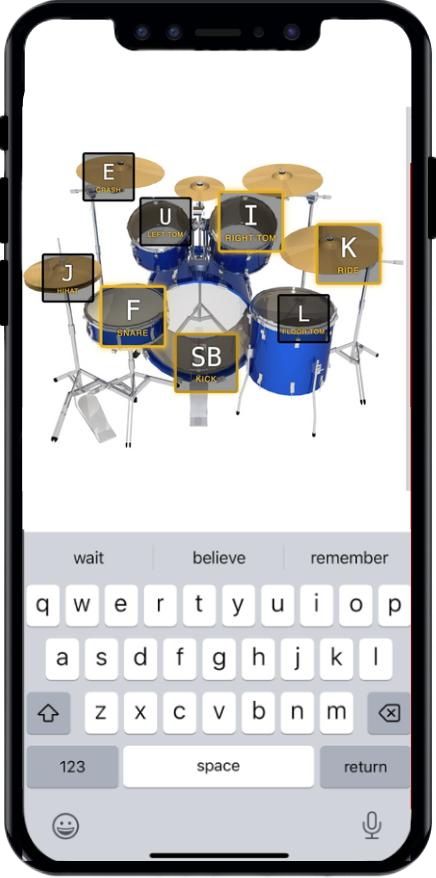 E
CRASH
U
LEFT TOM
I
RIGHT TOM
K
RIDE
J
HIHAT
F
SNARE
L
FLOOR TOM
SB
KICK
wait believe remember
q w e r t y u i o p
a s d f g h j k l
z x c v b n m
123 space return